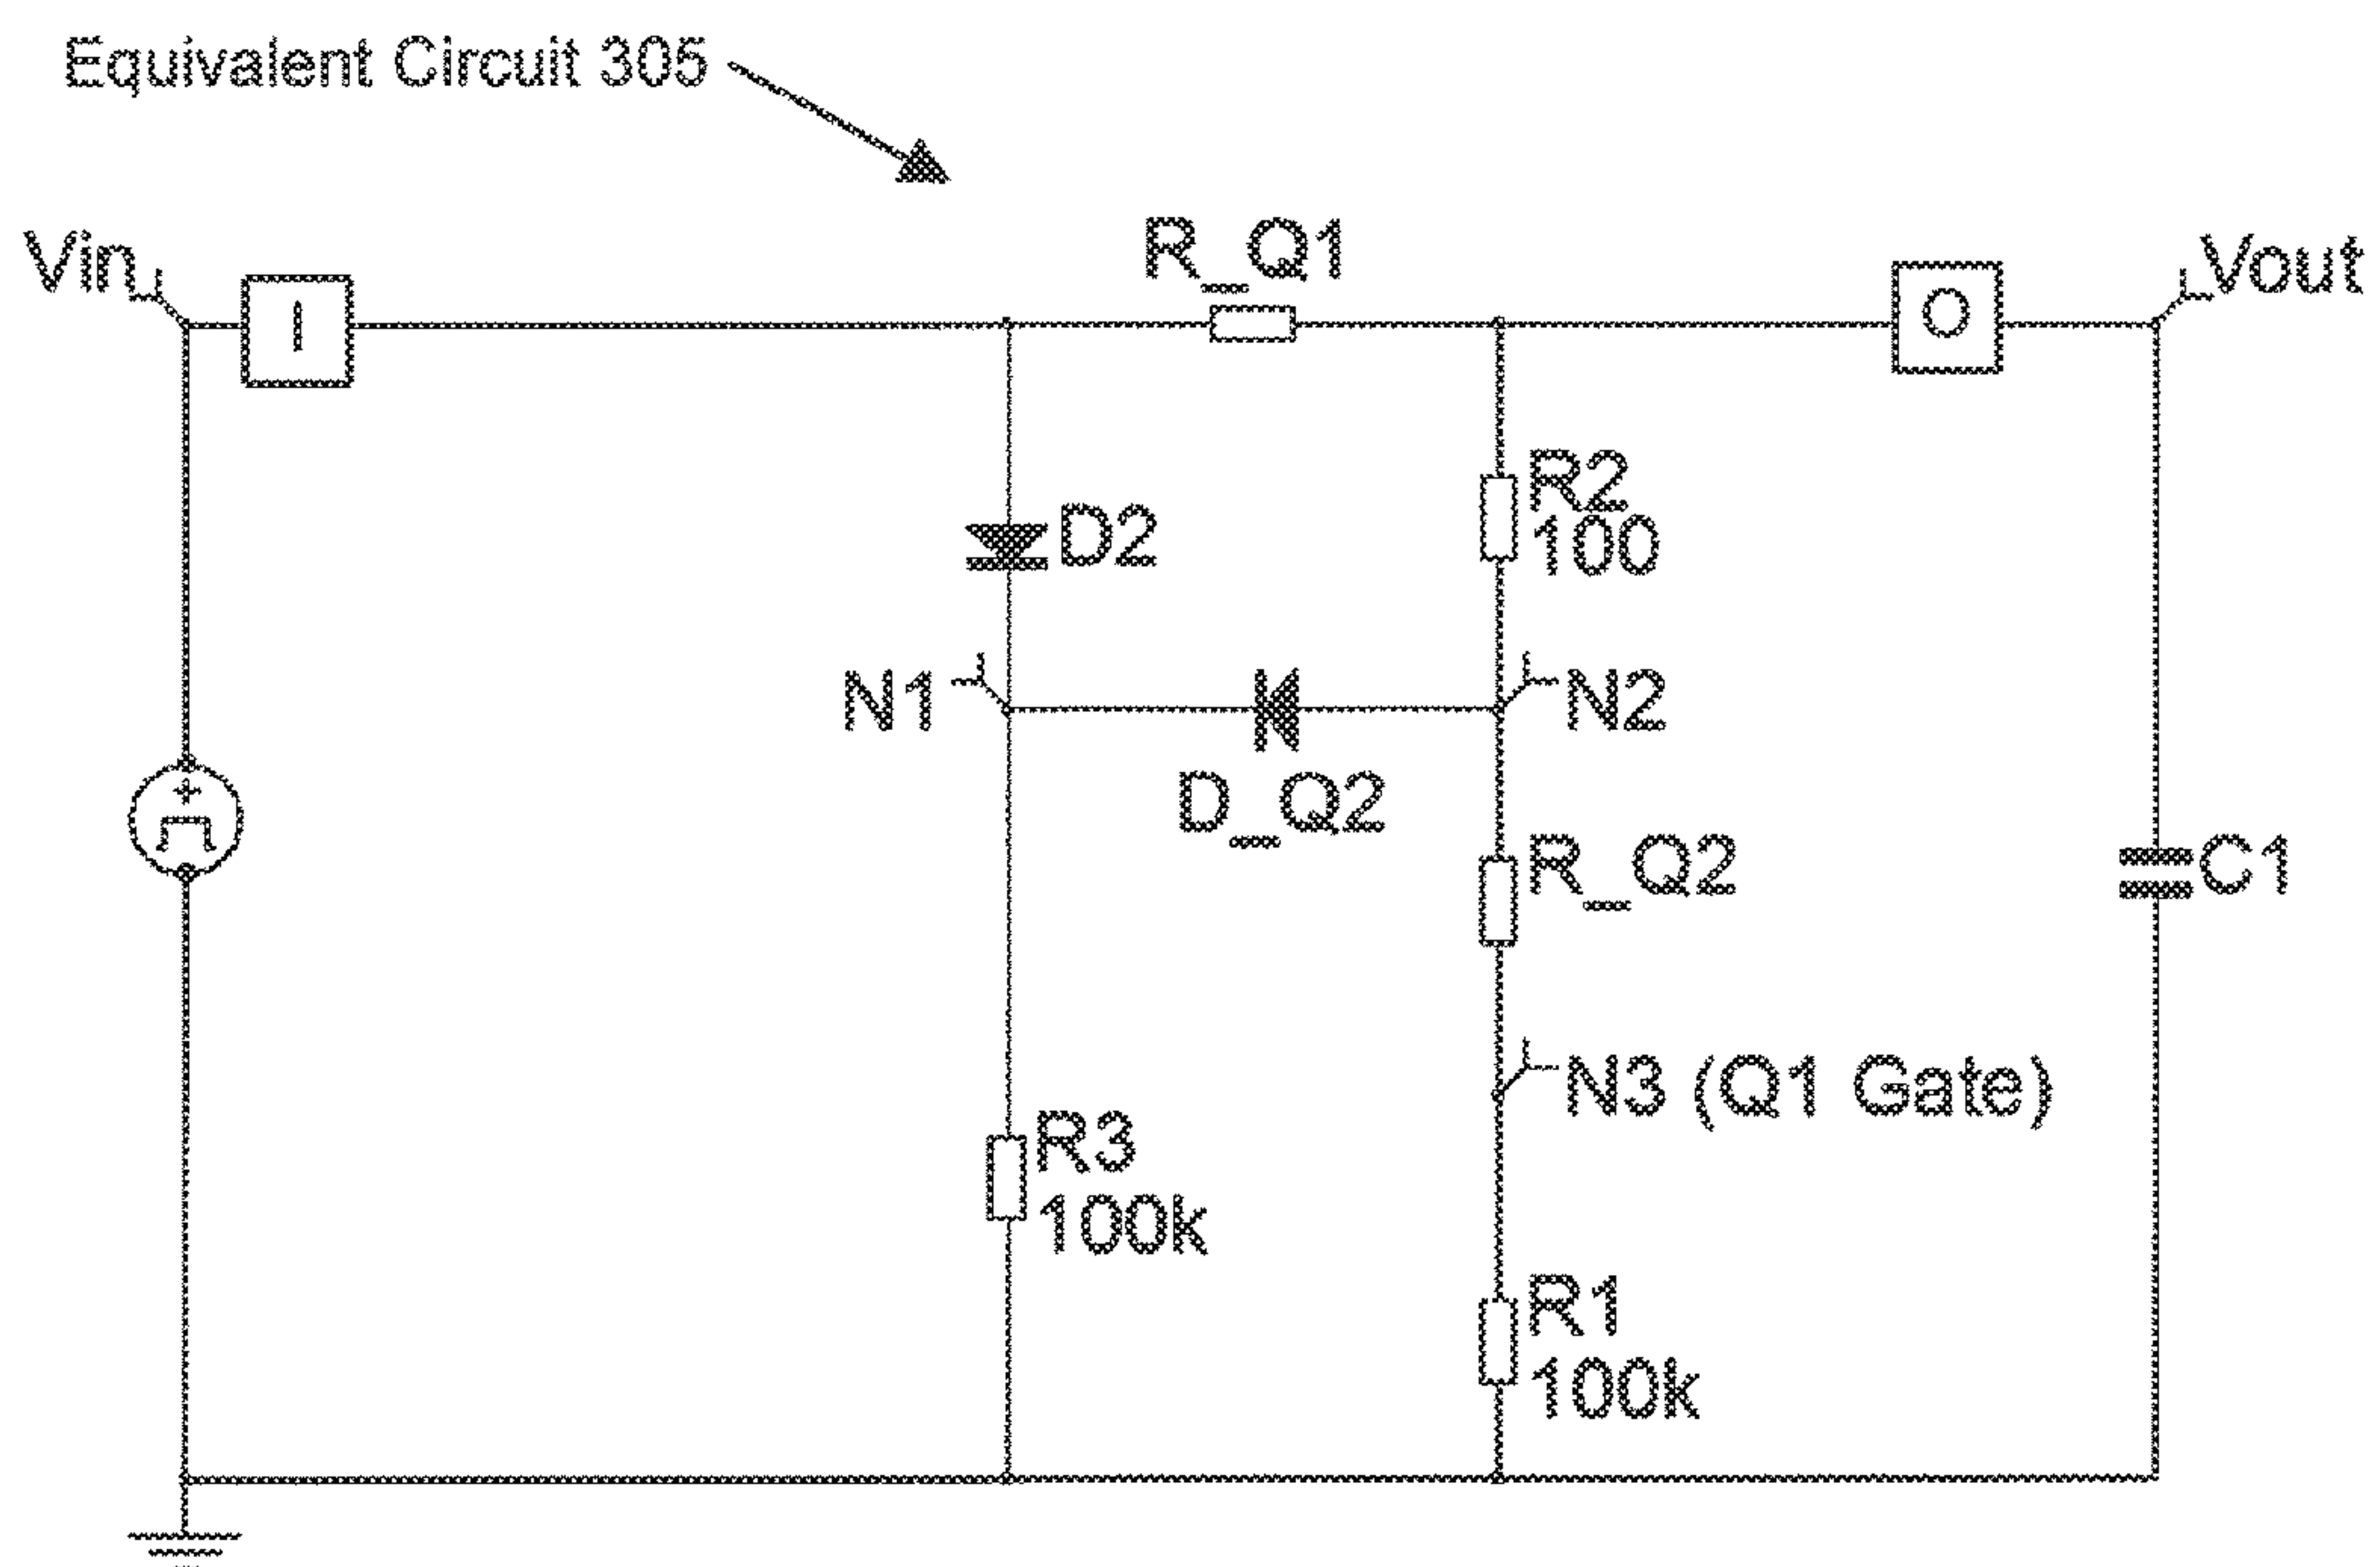 Equivalent Circuit 305
R_Q1
Vin
I
O
Vout
R2
100
D2
N1
N2
D_Q2
R_Q2
C1
N3 (Q1 Gate)
R3
100k
R1
100k